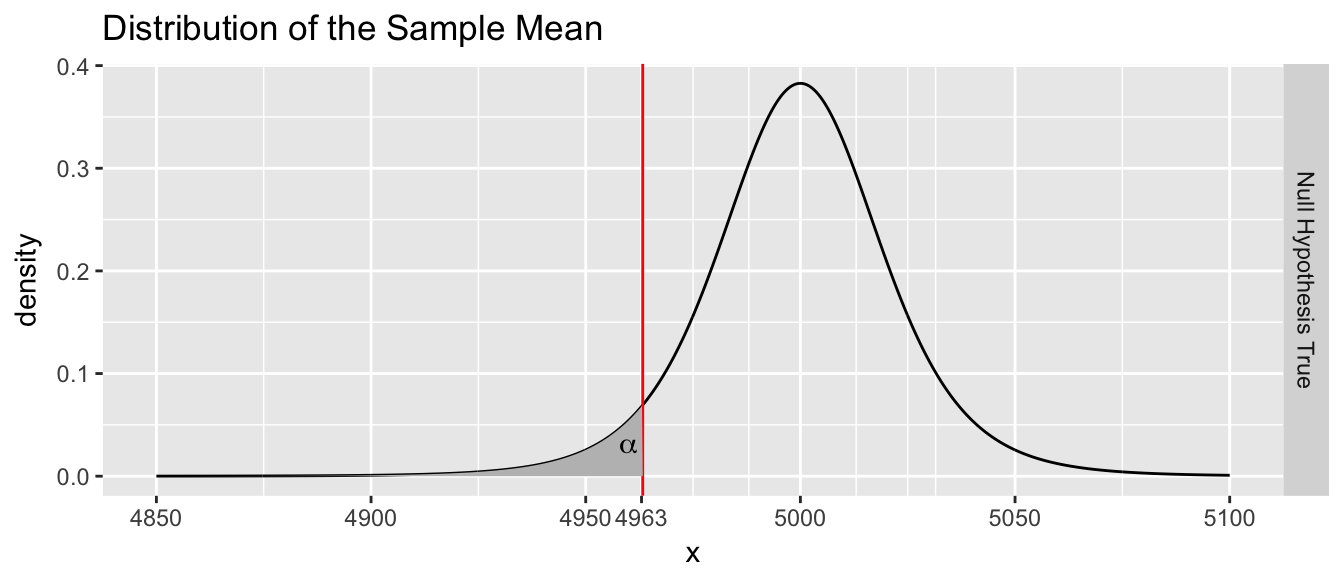 Distribution of the Sample Mean
0.4
0.3
0.2
0.1
0.0
density
α
Null Hypothesis True
4850 4900 4950 4963 5000 5050 5100
x